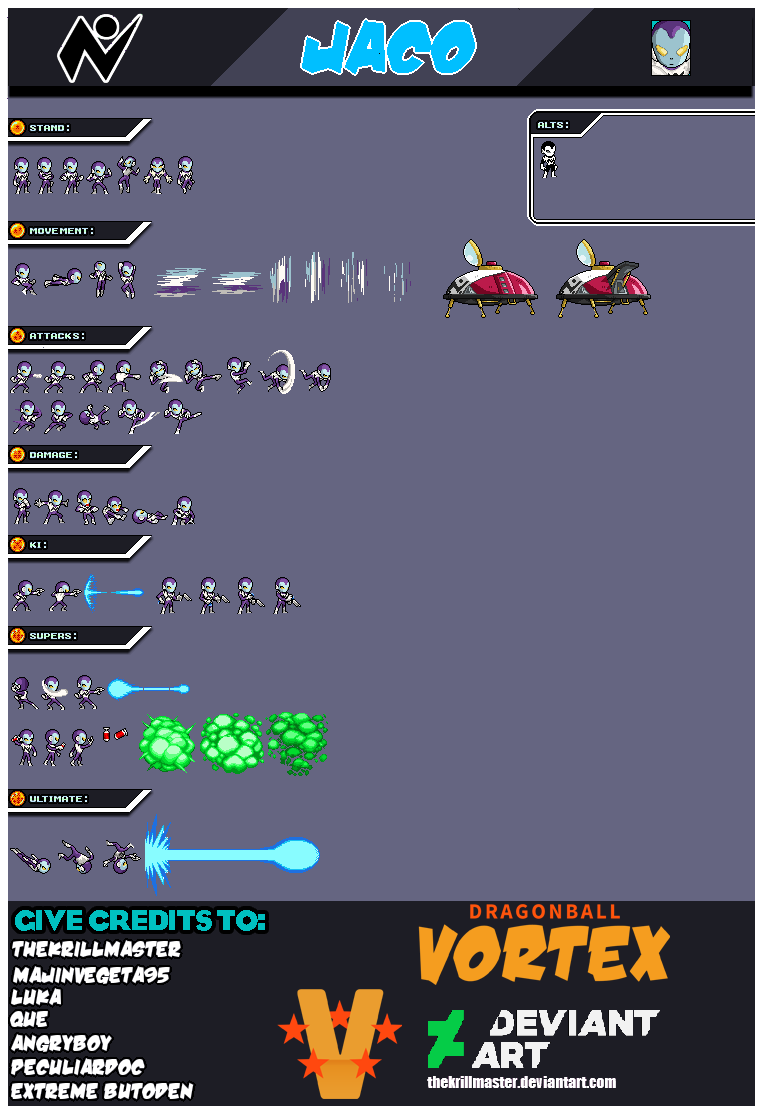 JACO
STAND:
ALTS:
MOVEMENT:
ATTACKS:
DAMAGE:
KI:
SUPERS:
ULTIMATE:
GIVE CREDITS TO:
THEKRILLMASTER
MAJINVEGETA95
LUKA
QUE
ANGRYBOY
PECULIARDOC
EXTREME BUTODEN
DRAGONBALL
VORTEX
V
DEVIANT
ART
thekrillmaster.deviantart.com